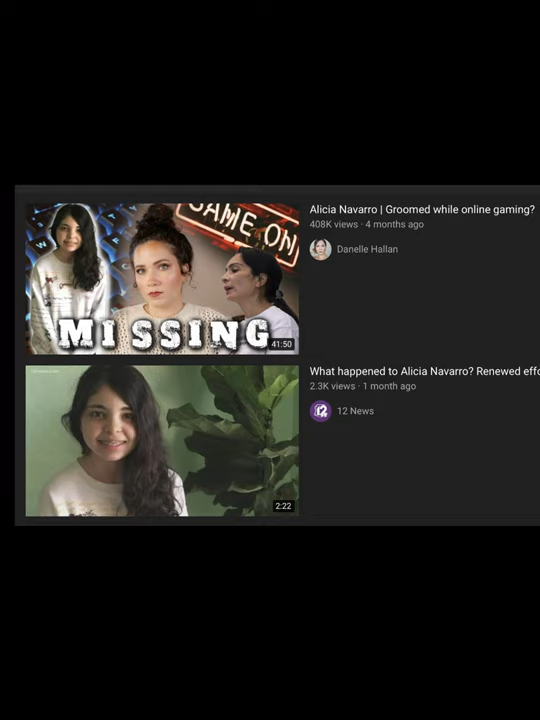 GAME ON
MISSING
41:50
Alicia Navarro | Groomed while online gaming?
408K views · 4 months ago
Danelle Hallan
2:22
What happened to Alicia Navarro? Renewed effo
2.3K views · 1 month ago
12
12 News